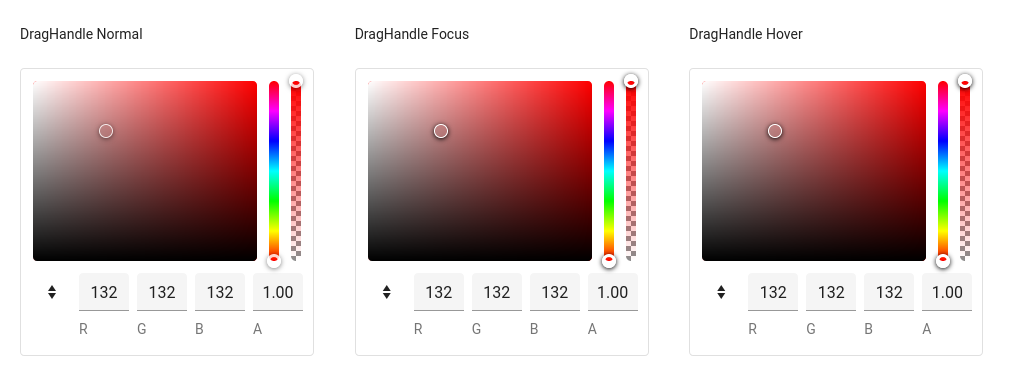 DragHandle Normal DragHandle Focus DragHandle Hover
132 132 132 1.00 132 132 132 1.00 132 132 132 1.00
R G B A R G B A R G B A